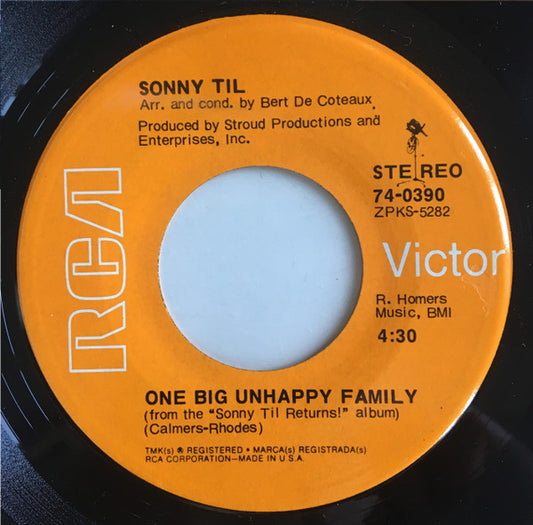 SONNY TIL
Arr. and cond. by Bert De Coteaux
Produced by Stroud Productions and
Enterprises, Inc.
STEREO
74-0390
ZPKS-5282
RCA
Victor
R. Homers
Music, BMI
4:30
ONE BIG UNHAPPY FAMILY
(from the "Sonny Til Returns!" album)
(Calmers-Rhodes)
TMK(s) ® REGISTERED • MARCA(s) REGISTRADA(s)
RCA CORPORATION—MADE IN U.S.A.